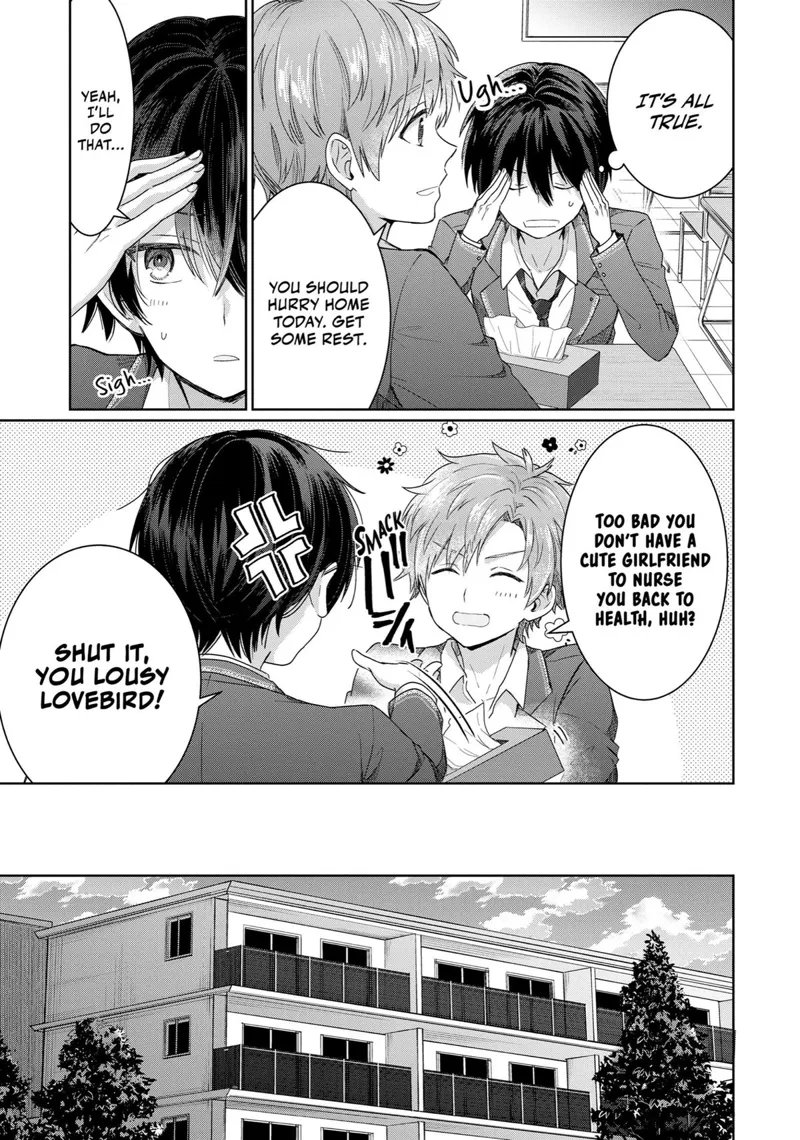 IT'S ALL
TRUE.
Ugh...
YOU SHOULD
HURRY HOME
TODAY. GET
SOME REST.
YEAH,
I'LL
DO
THAT...
Sigh...
TOO BAD YOU
DON'T HAVE A
CUTE GIRLFRIEND
TO NURSE
YOU BACK TO
HEALTH, HUH?
SMACK
SHUT IT,
YOU LOUSY
LOVEBIRD!